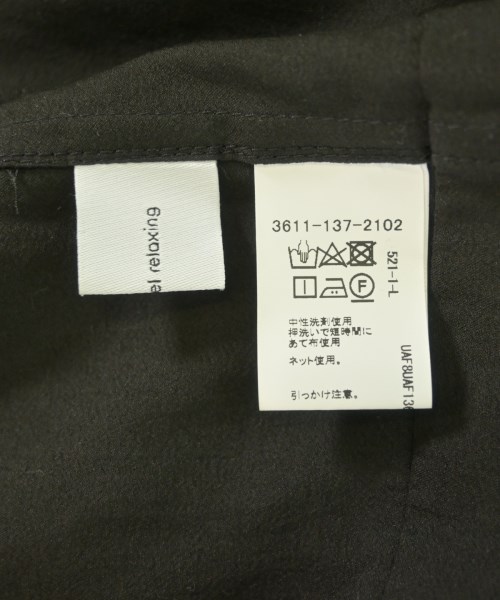 el relaxing
3611-137-2102
521-1-L
F
中性洗剤使用
押洗いで短時間に
あて布使用
ネット使用。
引っかけ注意。